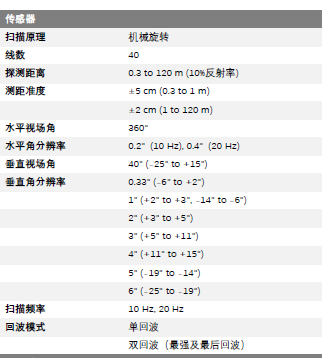 传感器
扫描原理 机械旋转
线数 40
探测距离 0.3 to 120 m (10%反射率)
测距准度 ±5 cm (0.3 to 1 m)
±2 cm (1 to 120 m)
水平视场角 360°
水平角分辨率 0.2° (10 Hz), 0.4° (20 Hz)
垂直视场角 40° (-25° to +15°)
垂直角分辨率 0.33° (-6° to +2°)
1° (+2° to +3°, -14° to -6°)
2° (+3° to +5°)
3° (+5° to +11°)
4° (+11° to +15°)
5° (-19° to -14°)
6° (-25° to -19°)
扫描频率 10 Hz, 20 Hz
回波模式 单回波
双回波（最强及最后回波）